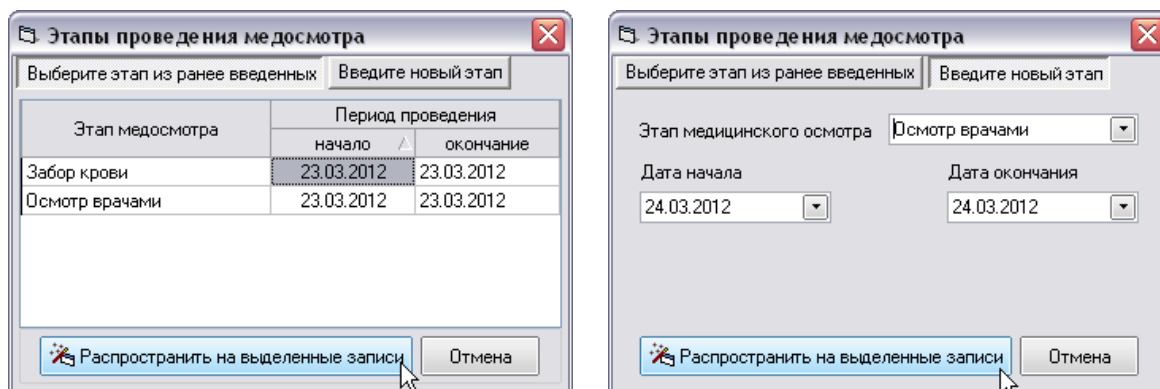 Этапы проведения медосмотра
Выберите этап из ранее введенных Введите новый этап
Этап медосмотра Период проведения
начало окончание
Забор крови 23.03.2012 23.03.2012
Осмотр врачами 23.03.2012 23.03.2012
Распространить на выделенные записи Отмена
Этапы проведения медосмотра
Выберите этап из ранее введенных Введите новый этап
Этап медицинского осмотра Осмотр врачами
Дата начала Дата окончания
24.03.2012 24.03.2012
Распространить на выделенные записи Отмена